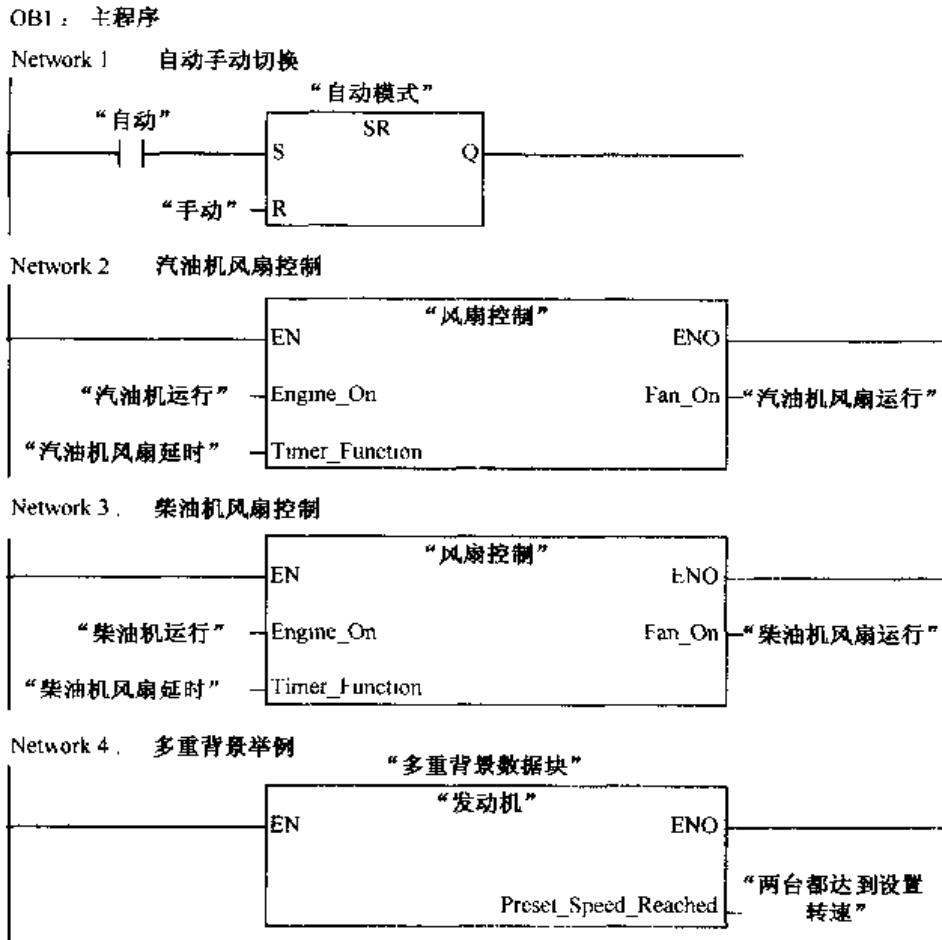 OB1： 主程序
Network 1 自动手动切换
“自动模式”
“自动”
SR
S
Q
“手动”
R
Network 2 汽油机风扇控制
“风扇控制”
EN
ENO
“汽油机运行”
Engine_On
Fan_On
“汽油机风扇运行”
“汽油机风扇延时”
Timer_Function
Network 3. 柴油机风扇控制
“风扇控制”
EN
ENO
“柴油机运行”
Engine_On
Fan_On
“柴油机风扇运行”
“柴油机风扇延时”
Timer_Function
Network 4. 多重背景举例
“多重背景数据块”
“发动机”
EN
ENO
Preset_Speed_Reached
“两台都达到设置
转速”